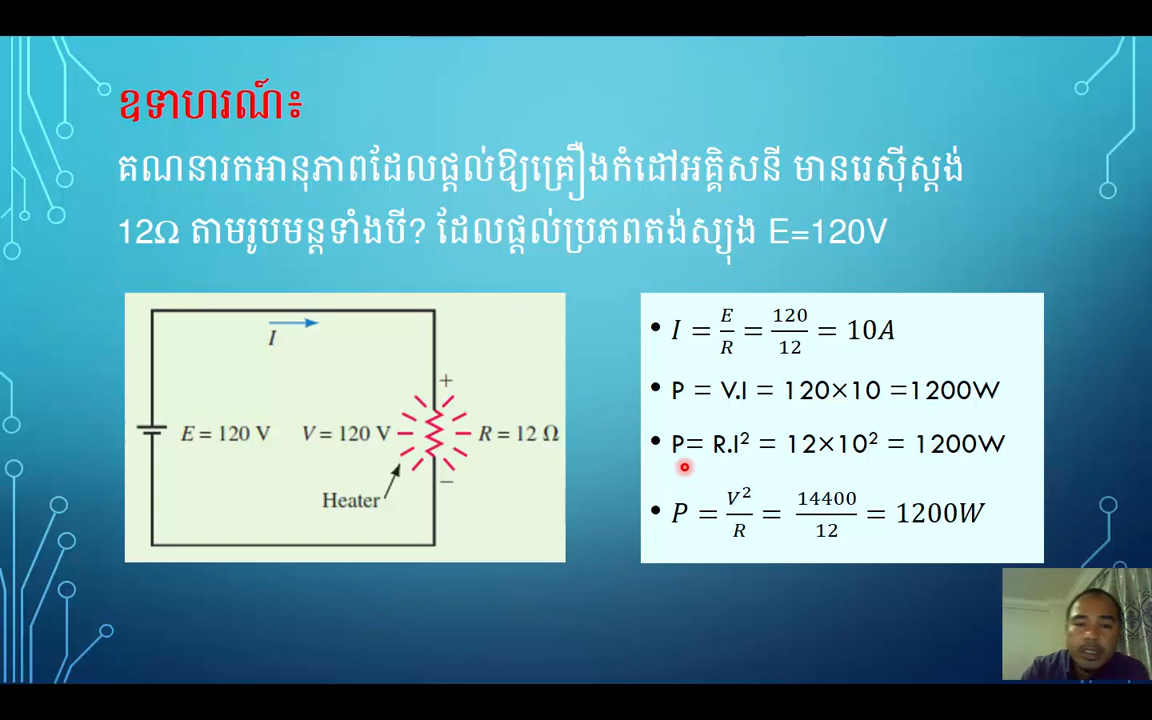 ឧទាហរណ៍៖
គណនារកអានុភាពដែលផ្តល់ឱ្យគ្រឿងកំដៅអគ្គិសនី មានរេស៊ីស្តង់
12Ω តាមរូបមន្តទាំងបី? ដែលផ្តល់ប្រភពតង់ស្យុង E=120V
I
+
E = 120 V V = 120 V R = 12 Ω
−
Heater
• I = E/R = 120/12 = 10A
• P = V.I = 120×10 =1200W
• P= R.I² = 12×10² = 1200W
• P = V²/R = 14400/12 = 1200W